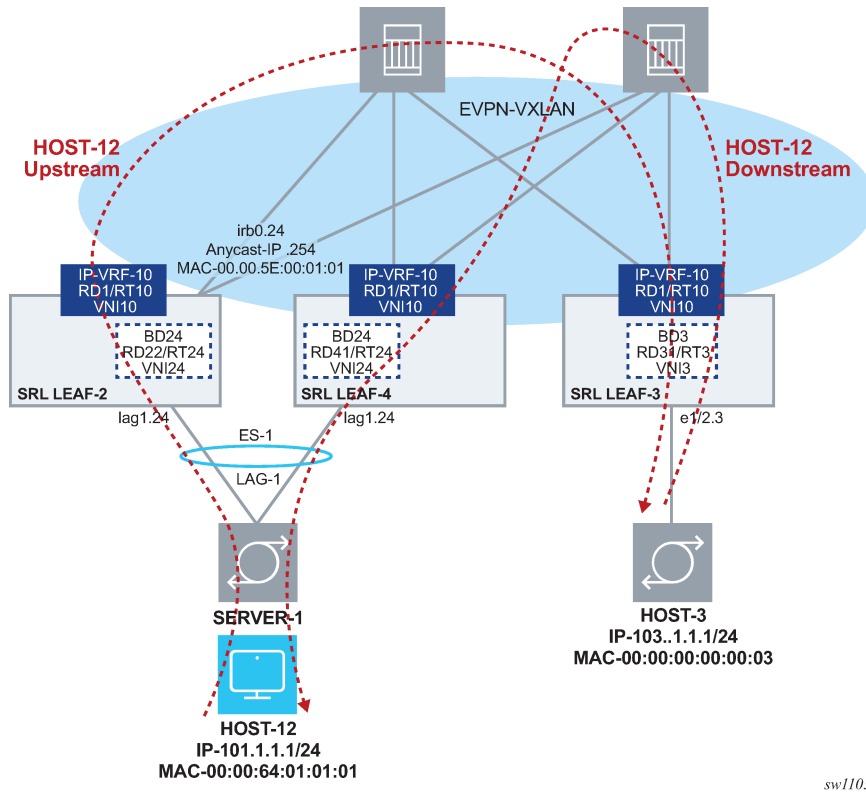 EVPN-VXLAN
HOST-12
Upstream
HOST-12
Downstream
irb0.24
Anycast-IP .254
MAC-00.00.5E:00:01:01
IP-VRF-10
RD1/RT10
VNI10
IP-VRF-10
RD1/RT10
VNI10
IP-VRF-10
RD1/RT10
VNI10
BD24
RD22/RT24
VNI24
BD24
RD41/RT24
VNI24
BD3
RD31/RT3
VNI3
SRL LEAF-2
SRL LEAF-4
SRL LEAF-3
lag1.24
lag1.24
e1/2.3
ES-1
LAG-1
SERVER-1
HOST-3
IP-103..1.1.1/24
MAC-00:00:00:00:00:03
HOST-12
IP-101.1.1.1/24
MAC-00:00:64:01:01:01